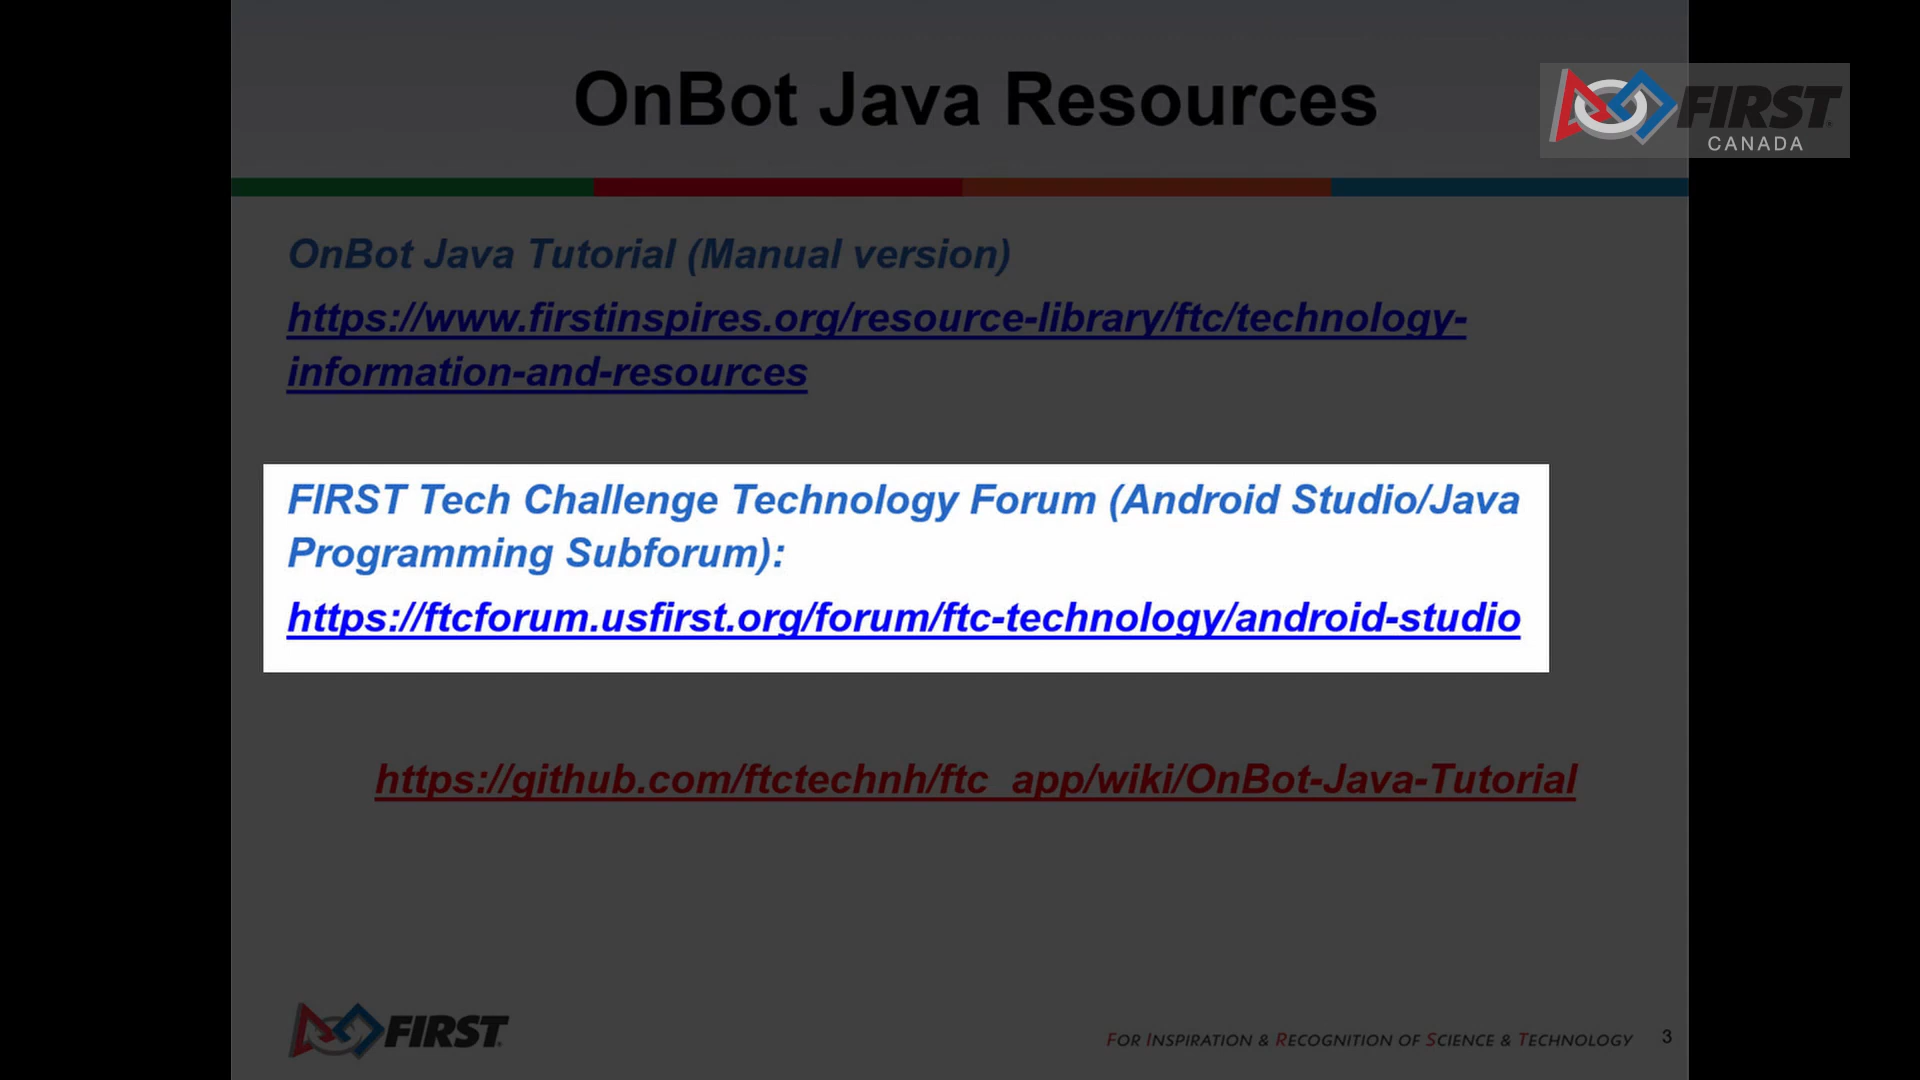 OnBot Java Resources
FIRST
CANADA
OnBot Java Tutorial (Manual version)
https://www.firstinspires.org/resource-library/ftc/technology-
information-and-resources
FIRST Tech Challenge Technology Forum (Android Studio/Java
Programming Subforum):
https://ftcforum.usfirst.org/forum/ftc-technology/android-studio
https://github.com/ftctechnh/ftc_app/wiki/OnBot-Java-Tutorial
FIRST
FOR INSPIRATION & RECOGNITION OF SCIENCE & TECHNOLOGY 3